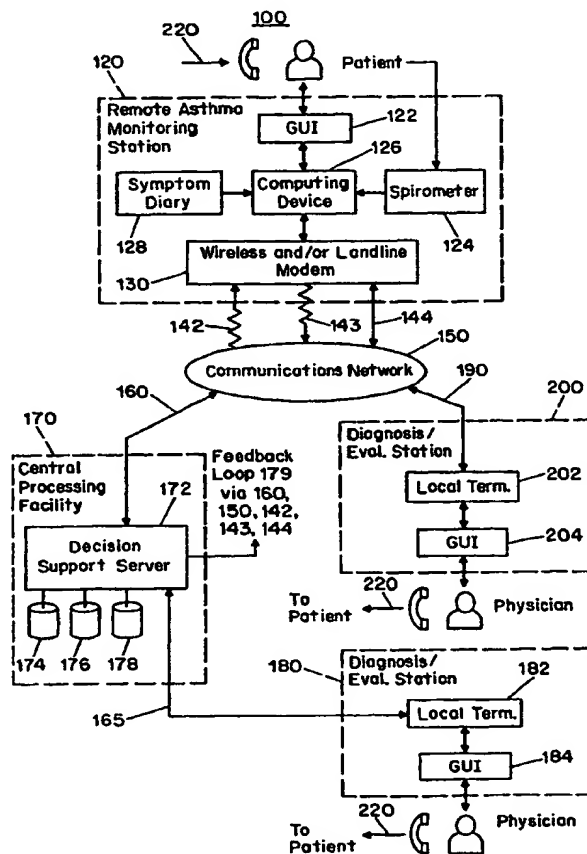 100
220
Patient
120
Remote Asthma
Monitoring
Station
GUI
122
126
Symptom
Diary
Computing
Device
Spirometer
128
124
Wireless and/or Landline
Modem
130
142
143
144
150
Communications Network
160
190
200
170
Central
Processing
Facility
172
Feedback
Loop 179
via 160,
150, 142,
143, 144
Decision
Support Server
174
176
178
165
Diagnosis/
Eval. Station
202
Local Term.
204
GUI
To
Patient
220
Physician
180
Diagnosis/
Eval. Station
182
Local Term.
GUI
184
To
Patient
220
Physician